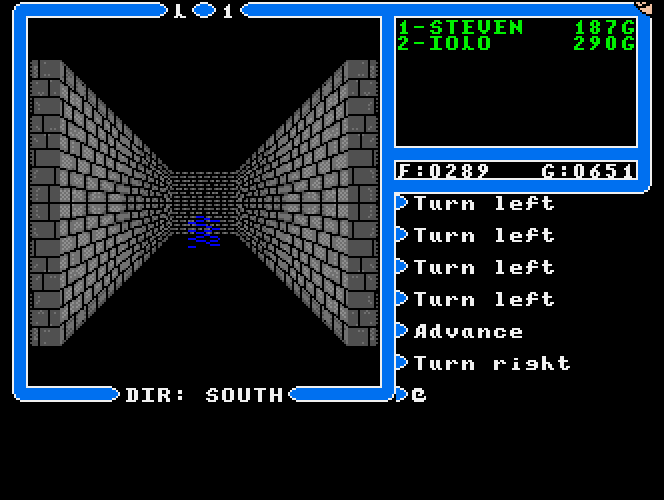 L 1
1-STEVEN 187G
2-IOLO 290G
F:0289 G:0651
Turn left
Turn left
Turn left
Turn left
Advance
Turn right
DIR: SOUTH